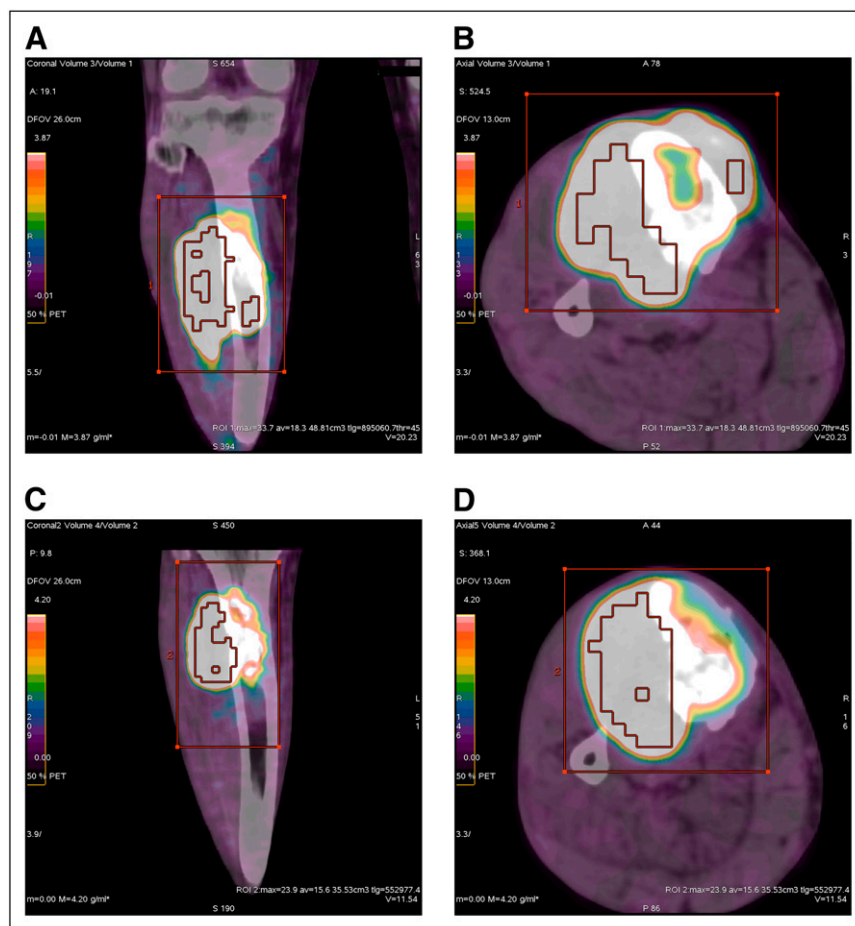 A
Coronal Volume 3/Volume 1
S 654
A: 19.1
DFOV 26.0cm
3.87
R
1
9
7
L
6
3
1
-0.01
50 % PET
5.5/
ROI 1:max=33.7 av=18.3 48.81cm3 tlg=895060.7thr=45
m=-0.01 M=3.87 g/ml*
V=20.23
S 394
B
Axial Volume 3/Volume 1
A 78
S: 524.5
DFOV 13.0cm
3.87
R
1
9
7
R
3
1
-0.01
50 % PET
3.3/
ROI 1:max=33.7 av=18.3 48.81cm3 tlg=895060.7thr=45
m=-0.01 M=3.87 g/ml*
V=20.23
P 52
C
Coronal2 Volume 4/Volume 2
S 450
P: 9.8
DFOV 26.0cm
4.20
R
2
0
9
L
5
1
2
0.00
50 % PET
3.9/
ROI 2:max=23.9 av=15.6 35.53cm3 tlg=552977.4
m=0.00 M=4.20 g/ml*
V=11.54
S 190
D
Axial5 Volume 4/Volume 2
A 44
S: 368.1
DFOV 13.0cm
4.20
R
1
4
6
R
1
6
2
0.00
50 % PET
3.3/
ROI 2:max=23.9 av=15.6 35.53cm3 tlg=552977.4
m=0.00 M=4.20 g/ml*
V=11.54
P 86